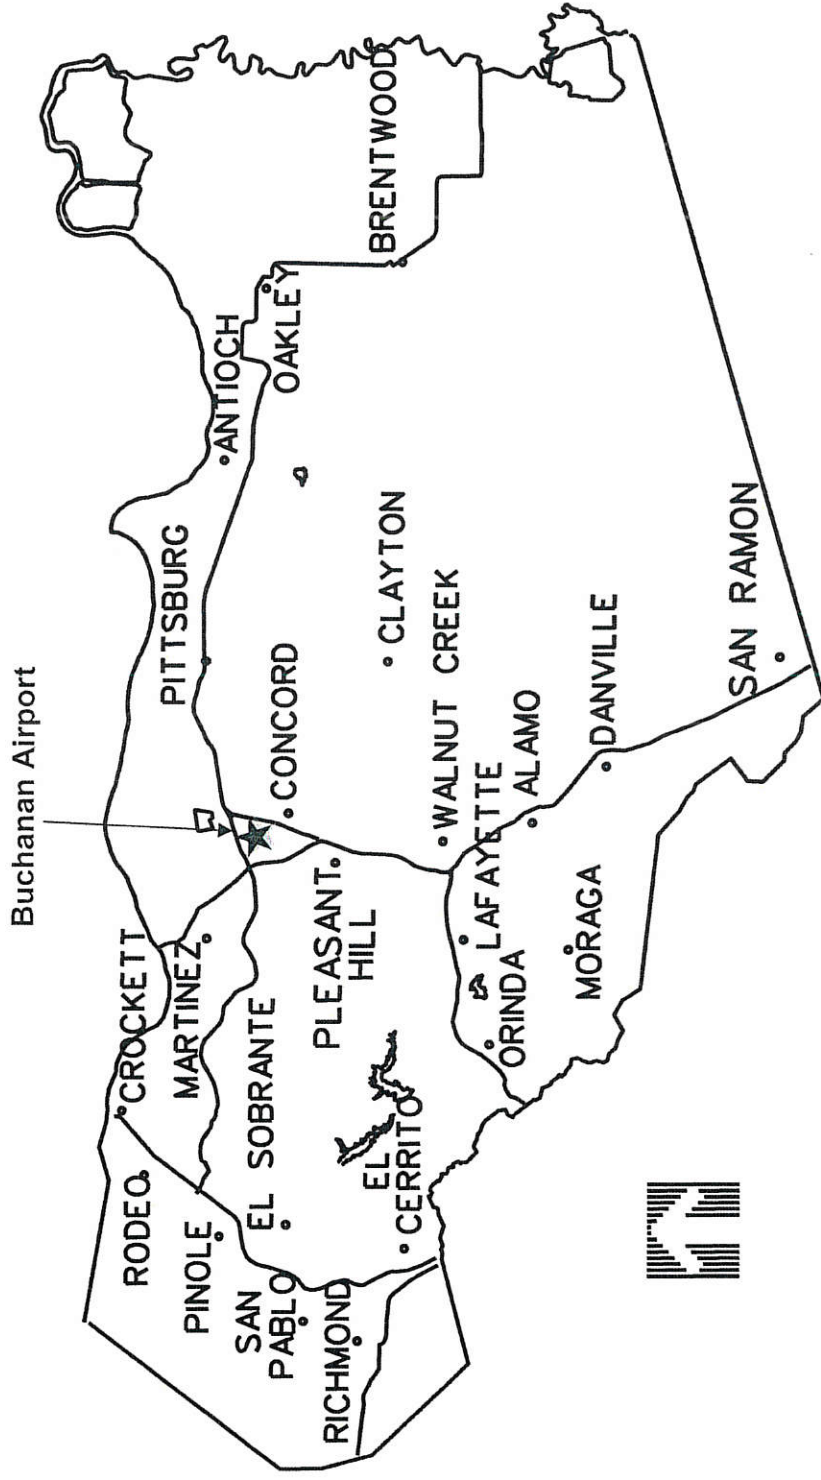 Buchanan Airport
CROCKETT
RODEO
MARTINEZ
PITTSBURG
ANTIOCH
OAKLEY
BRENTWOOD
PINOLE
EL SOBRANTE
CONCORD
SAN
PABLO
RICHMOND
PLEASANT
HILL
CLAYTON
EL
CERRITO
WALNUT CREEK
LAFAYETTE
ORINDA
ALAMO
MORAGA
DANVILLE
SAN RAMON